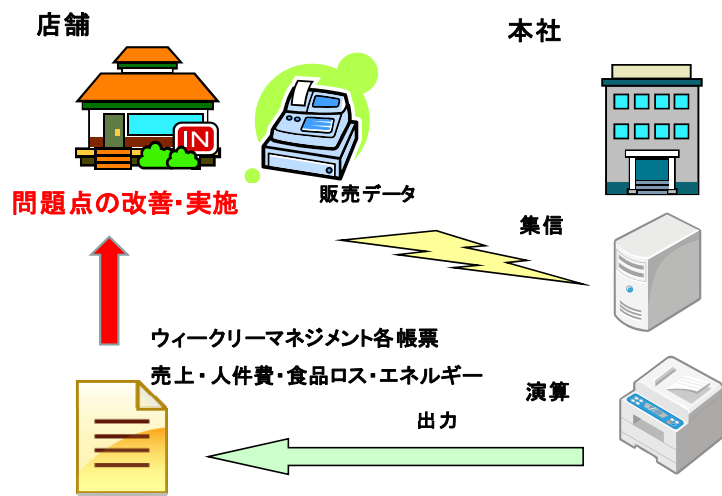 店舗
本社
IN
販売データ
問題点の改善・実施
集信
ウィークリーマネジメント各帳票
売上・人件費・食品ロス・エネルギー
演算
出力